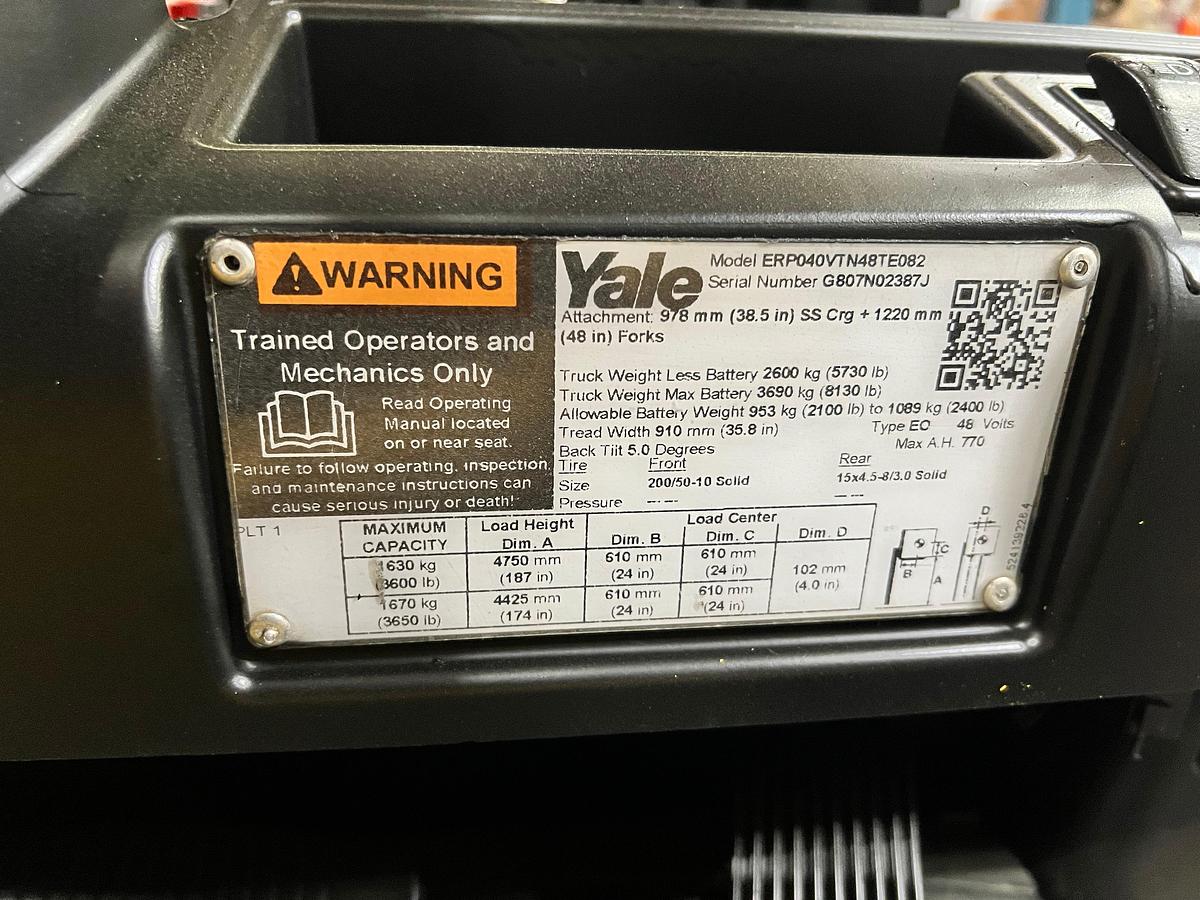 WARNING
Trained Operators and
Mechanics Only
Read Operating
Manual located
on or near seat.
Failure to follow operating, inspection,
and maintenance instructions can
cause serious injury or death!
Yale
Model ERP040VTN48TE082
Serial Number G807N02387J
Attachment: 978 mm (38.5 in) SS Crg + 1220 mm
(48 in) Forks
Truck Weight Less Battery 2600 kg (5730 lb)
Truck Weight Max Battery 3690 kg (8130 lb)
Allowable Battery Weight 953 kg (2100 lb) to 1089 kg (2400 lb)
Tread Width 910 mm (35.8 in) Type EO 48 Volts
Back Tilt 5.0 Degrees Max A.H. 770
Tire Front Rear
Size 200/50-10 Solid 15x4.5-8/3.0 Solid
Pressure -- --- -- ---
PLT 1
MAXIMUM CAPACITY Load Height Dim. A Load Center Dim. B Dim. C Dim. D
1630 kg 4750 mm 610 mm 610 mm 102 mm
(3600 lb) (187 in) (24 in) (24 in) (4.0 in)
1670 kg 4425 mm 610 mm 610 mm
(3650 lb) (174 in) (24 in) (24 in)
B C A
D
524139228 4